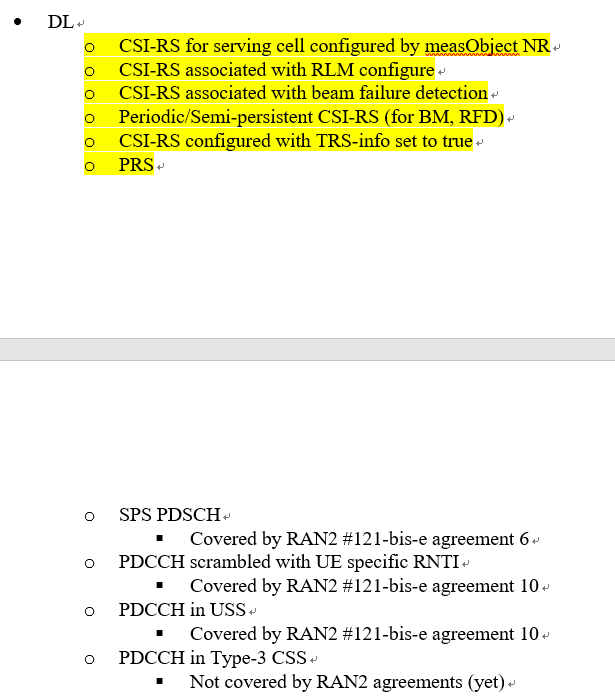 • DL
o CSI-RS for serving cell configured by measObject NR
o CSI-RS associated with RLM configure
o CSI-RS associated with beam failure detection
o Periodic/Semi-persistent CSI-RS (for BM, RFD)
o CSI-RS configured with TRS-info set to true
o PRS
o SPS PDSCH
▪ Covered by RAN2 #121-bis-e agreement 6
o PDCCH scrambled with UE specific RNTI
▪ Covered by RAN2 #121-bis-e agreement 10
o PDCCH in USS
▪ Covered by RAN2 #121-bis-e agreement 10
o PDCCH in Type-3 CSS
▪ Not covered by RAN2 agreements (yet)